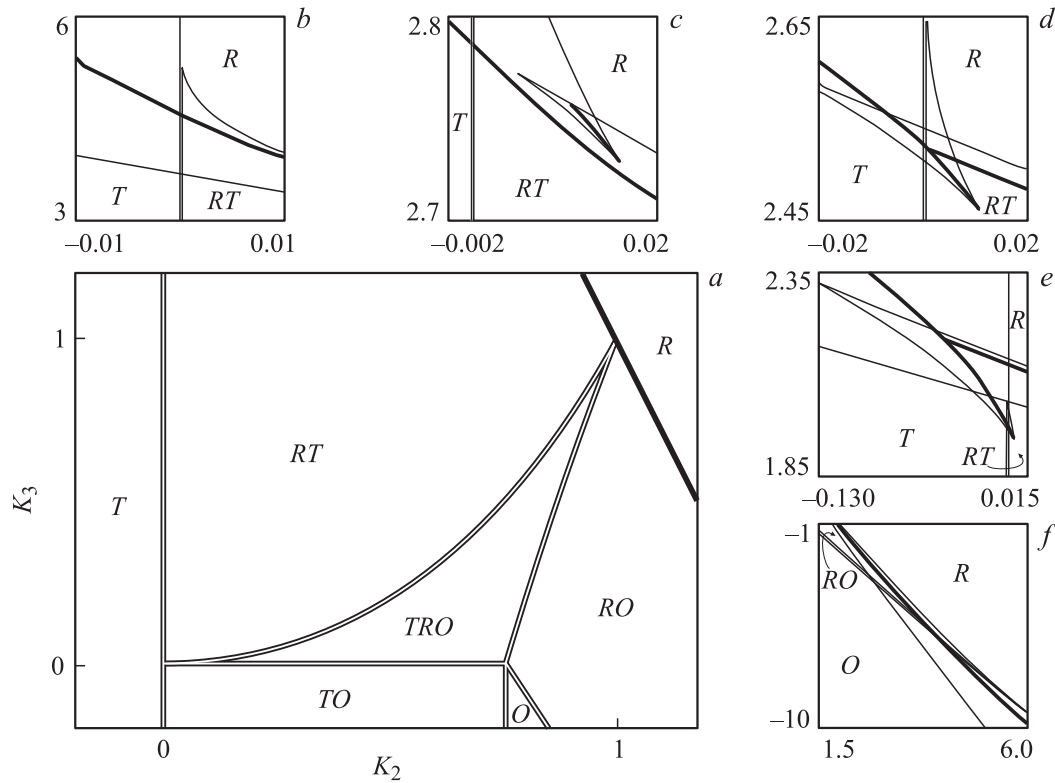 6
b
R
T
RT
3
–0.01
0.01
2.8
c
R
T
RT
2.7
–0.002
0.02
2.65
d
R
T
RT
2.45
–0.02
0.02
a
1
R
RT
K3
T
RO
TRO
0
TO
O
0
1
K2
2.35
e
R
T
RT
1.85
–0.130
0.015
–1
f
RO
R
O
–10
1.5
6.0